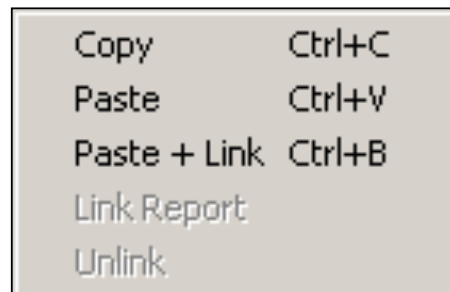 Copy Ctrl+C
Paste Ctrl+V
Paste + Link Ctrl+B
Link Report
Unlink